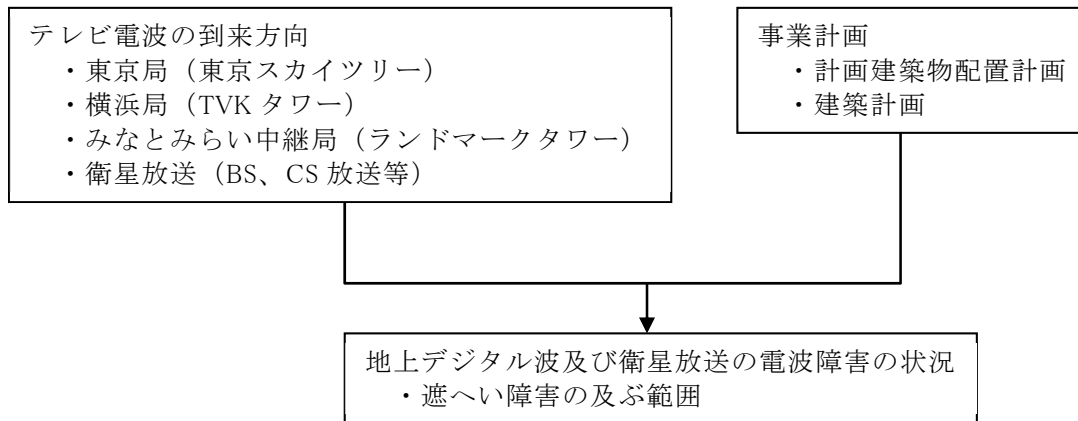 テレビ電波の到来方向
・東京局（東京スカイツリー）
・横浜局（TVK タワー）
・みなとみらい中継局（ランドマークタワー）
・衛星放送（BS、CS 放送等）
事業計画
・計画建築物配置計画
・建築計画
地上デジタル波及び衛星放送の電波障害の状況
・遮へい障害の及ぶ範囲